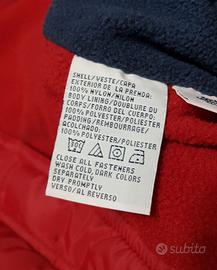 SHELL/VESTE/CAPA
EXTERIOR DE LA PRENDA:
100% NYLON/NILON
BODY LINING/DOUBLURE DU
CORPS/FORRO DEL CUERPO:
100% POLYESTER/POLIESTER
PADDING/REMBOURRAGE/
ACOLCHADO:
100% POLYESTER/POLIESTER
CLOSE ALL FASTENERS
WASH COLD, DARK COLORS
SEPARATELY
DRY PROMPTLY
VERSO/AL REVERSO
subito